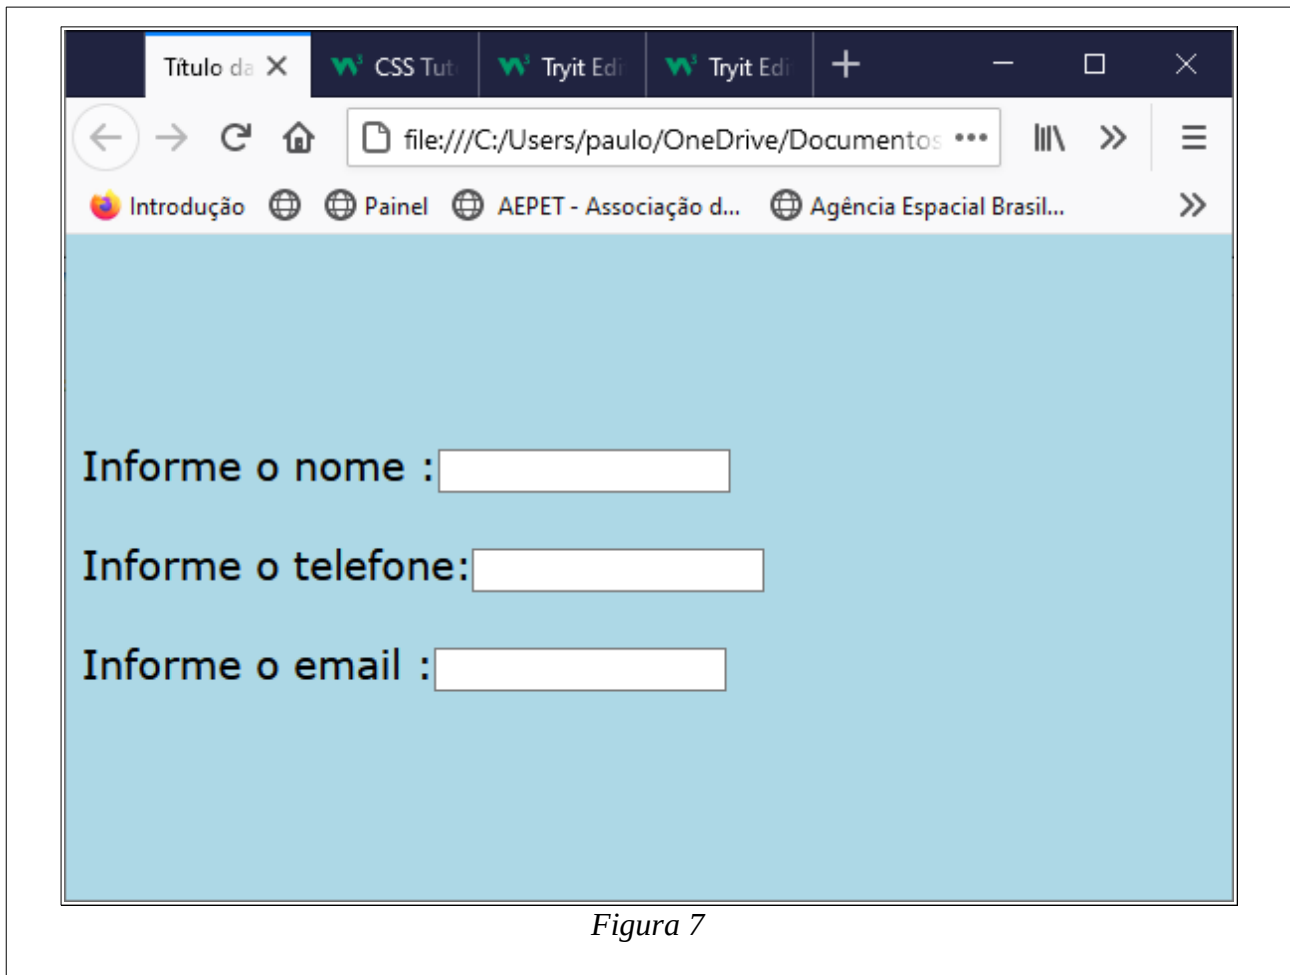 Título da CSS Tut Tryit Edi Tryit Edi
file:///C:/Users/paulo/OneDrive/Documentos
Introdução Painel AEPET - Associação d... Agência Espacial Brasil...
Informe o nome :
Informe o telefone:
Informe o email :
Figura 7